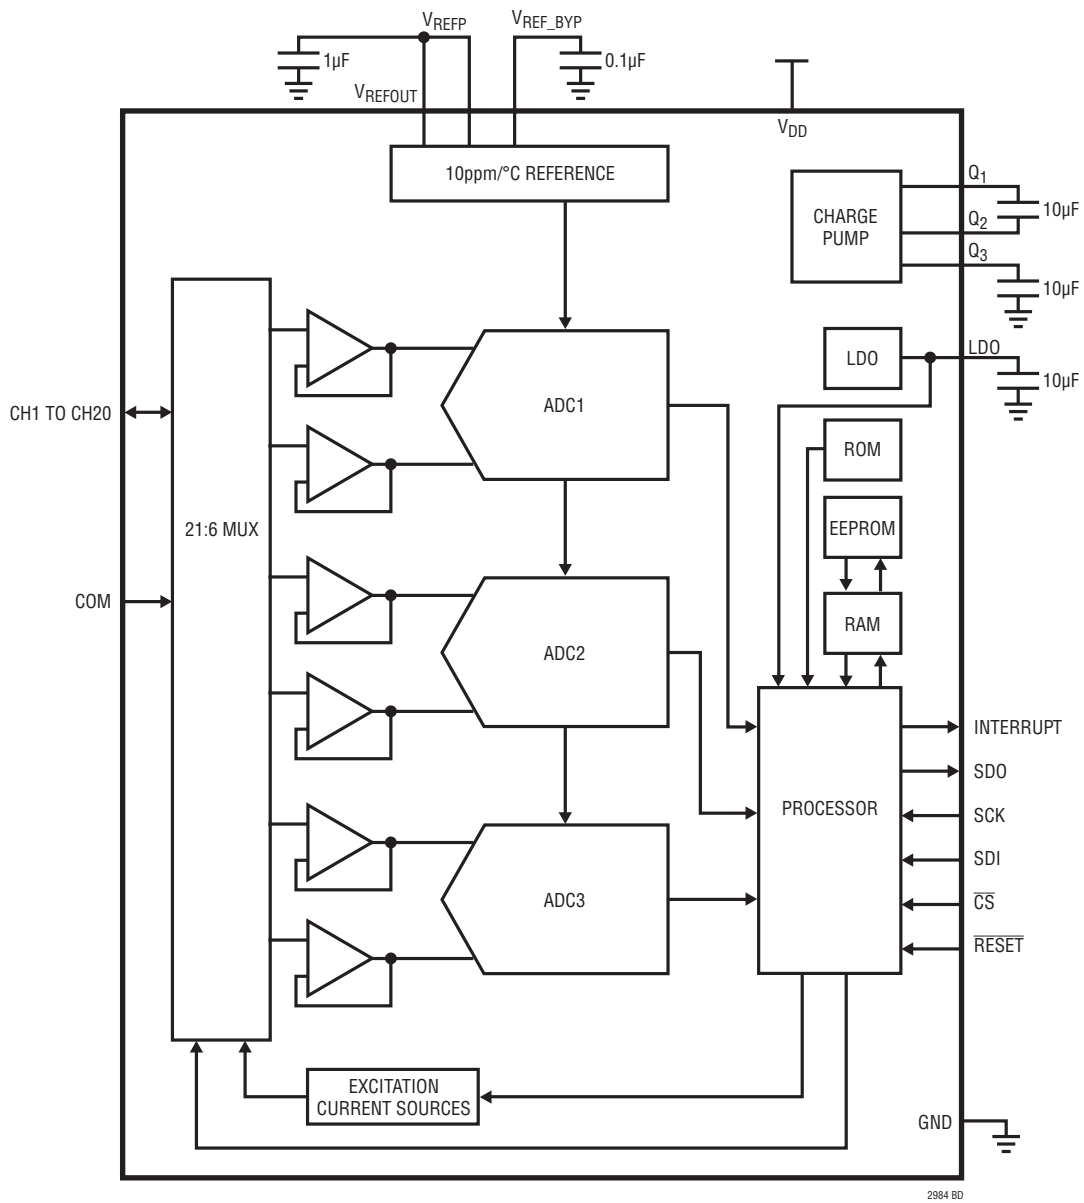 VREFP
VREF_BYP
1µF
0.1µF
VREFOUT
VDD
10ppm/°C REFERENCE
Q1
CHARGE
PUMP
10µF
Q2
Q3
10µF
LDO
LDO
10µF
ADC1
CH1 TO CH20
ROM
21:6 MUX
EEPROM
COM
RAM
ADC2
INTERRUPT
SDO
PROCESSOR
SCK
SDI
ADC3
CS
RESET
EXCITATION
CURRENT SOURCES
GND
2984 BD